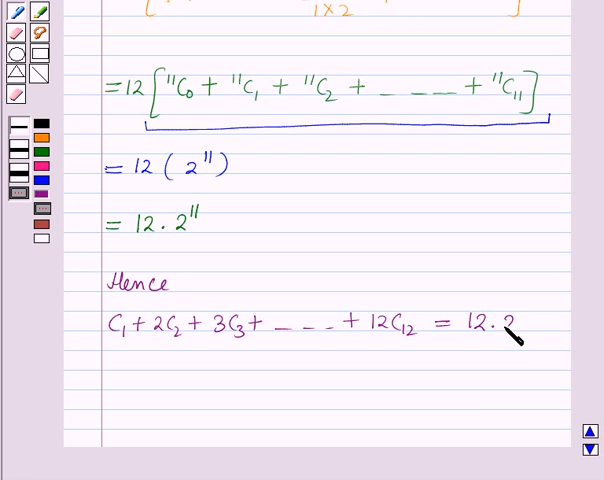 1×2
=12[¹¹C₀ + ¹¹C₁ + ¹¹C₂ + _ _ _ + ¹¹C₁₁]
= 12 ( 2¹¹ )
= 12 . 2¹¹
Hence
C₁ + 2C₂ + 3C₃ + _ _ _ + 12C₁₂ = 12 . 2